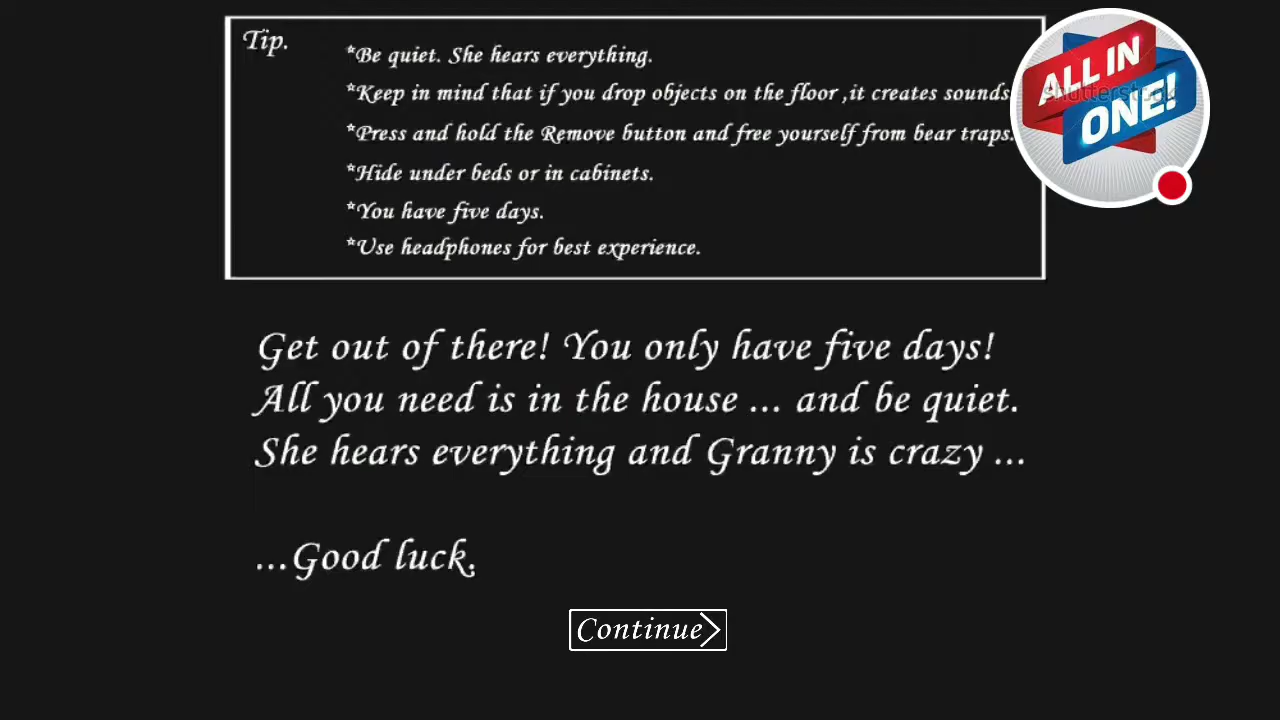 Tip.
*Be quiet. She hears everything.
*Keep in mind that if you drop objects on the floor ,it creates sounds.
*Press and hold the Remove button and free yourself from bear traps.
*Hide under beds or in cabinets.
*You have five days.
*Use headphones for best experience.
ALL IN
ONE!
shutterstock
Get out of there! You only have five days!
All you need is in the house ... and be quiet.
She hears everything and Granny is crazy ...
...Good luck.
Continue